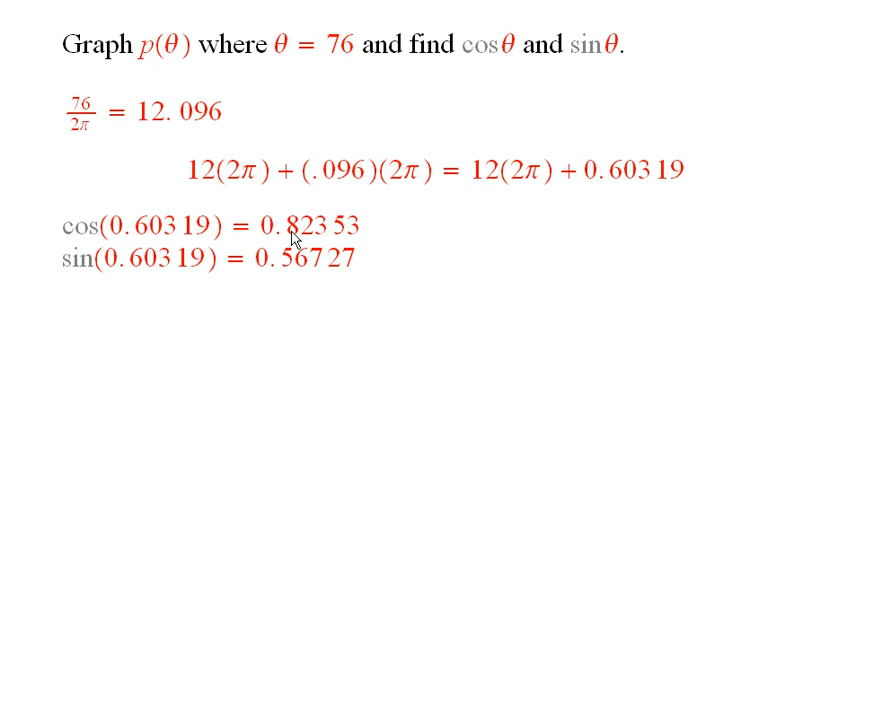 Graph p(θ) where θ = 76 and find cos θ and sin θ.
76/2π = 12.096
12(2π) + (.096)(2π) = 12(2π) + 0.60319
cos(0.60319) = 0.82353
sin(0.60319) = 0.56727